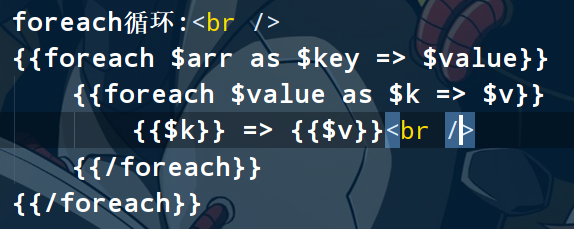 foreach循环:<br />
{{foreach $arr as $key => $value}}
{{foreach $value as $k => $v}}
{{$k}} => {{$v}}<br />
{{/foreach}}
{{/foreach}}